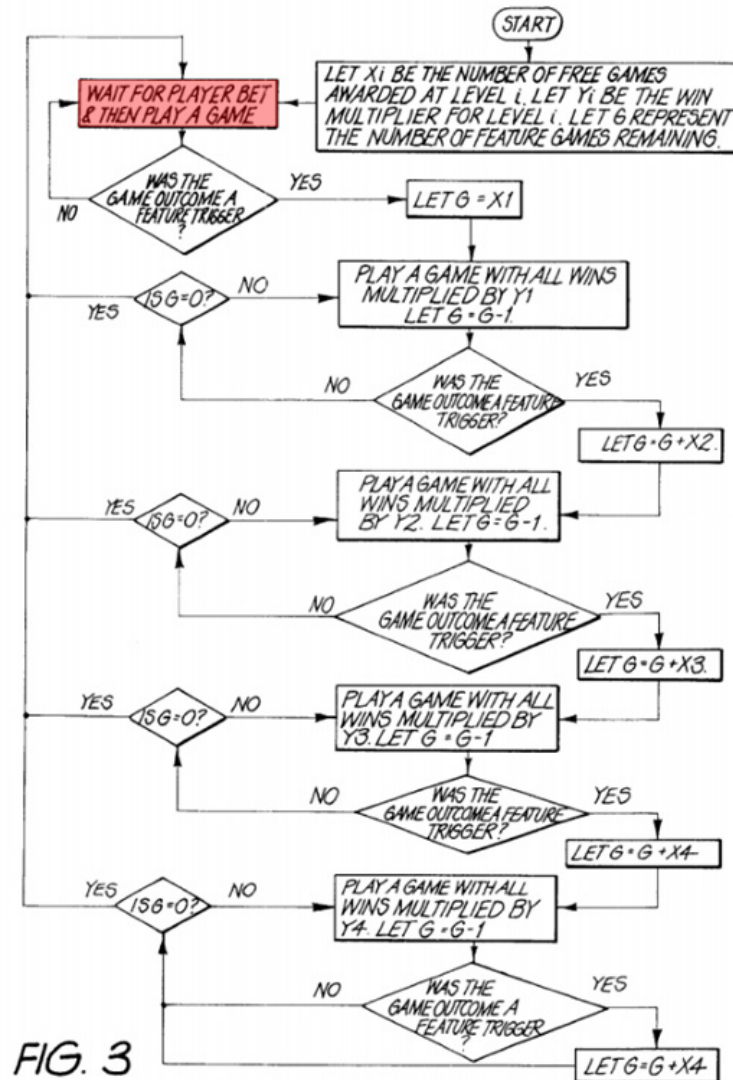 START
LET Xi BE THE NUMBER OF FREE GAMES
AWARDED AT LEVEL i. LET Yi BE THE WIN
MULTIPLIER FOR LEVEL i. LET G REPRESENT
THE NUMBER OF FEATURE GAMES REMAINING.
WAIT FOR PLAYER BET
& THEN PLAY A GAME
WAS THE
GAME OUTCOME A
FEATURE TRIGGER
?
NO
YES
LET G = X1
IS G=0?
YES
NO
PLAY A GAME WITH ALL WINS
MULTIPLIED BY Y1
LET G=G-1.
WAS THE
GAME OUTCOME A FEATURE
TRIGGER?
NO
YES
LET G=G+X2.
IS G=0?
YES
NO
PLAY A GAME WITH ALL
WINS MULTIPLIED
BY Y2. LET G=G-1.
WAS THE
GAME OUTCOME A FEATURE
TRIGGER?
NO
YES
LET G=G+X3.
IS G=0?
YES
NO
PLAY A GAME WITH ALL
WINS MULTIPLIED BY
Y3. LET G=G-1
WAS THE
GAME OUTCOME A FEATURE
TRIGGER?
NO
YES
LET G=G+X4
IS G=0?
YES
NO
PLAY A GAME WITH ALL
WINS MULTIPLIED BY
Y4. LET G=G-1
WAS THE
GAME OUTCOME A
FEATURE TRIGGER
?
NO
YES
LET G=G+X4
FIG. 3